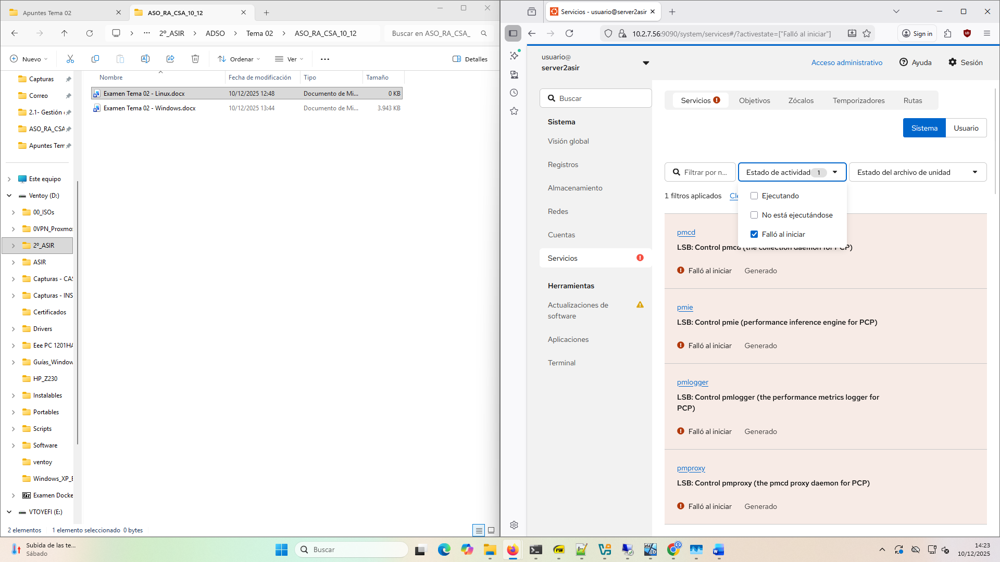 Apuntes Tema 02
ASO_RA_CSA_10_12
2º_ASIR
ADSO
Tema 02
ASO_RA_CSA_10_12
Buscar en ASO_RA_CSA_
Nuevo
Ordenar
Ver
Detalles
Nombre
Fecha de modificación
Tipo
Tamaño
Examen Tema 02 - Linux.docx
10/12/2025 12:48
Documento de Mi...
0 KB
Examen Tema 02 - Windows.docx
10/12/2025 13:44
Documento de Mi...
3.943 KB
Capturas
Correo
2.1- Gestión
ASO_RA_CSA
Apuntes Tem
Este equipo
Ventoy (D:)
00_ISOs
0VPN_Proxmo
2º_ASIR
ASIR
Capturas - CAS
Capturas - INS
Certificados
Drivers
Eee PC 1201HA
Guías_Window
HP_Z230
Instalables
Portables
Scripts
Software
ventoy
Windows_XP_E
Examen Docke
VTOYEFI (E:)
2 elementos
1 elemento seleccionado 0 bytes
Servicios - usuario@server2asir
10.2.7.56:9090/system/services#/?activestate=["Falló al iniciar"]
Sign in
usuario@
server2asir
Acceso administrativo
Ayuda
Sesión
Buscar
Sistema
Visión global
Registros
Almacenamiento
Redes
Cuentas
Servicios
Herramientas
Actualizaciones de
software
Aplicaciones
Terminal
Servicios
Objetivos
Zócalos
Temporizadores
Rutas
Sistema
Usuario
Filtrar por n...
Estado de actividad 1
Estado del archivo de unidad
1 filtros aplicados
Cle
Ejecutando
No está ejecutándose
Falló al iniciar
pmcd
LSB: Control pmcd (the collection daemon for PCP)
Falló al iniciar
Generado
pmie
LSB: Control pmie (performance inference engine for PCP)
Falló al iniciar
Generado
pmlogger
LSB: Control pmlogger (the performance metrics logger for
PCP)
Falló al iniciar
Generado
pmproxy
LSB: Control pmproxy (the pmcd proxy daemon for PCP)
Falló al iniciar
Generado
Subida de las te...
Sábado
Buscar
14:23
10/12/2025